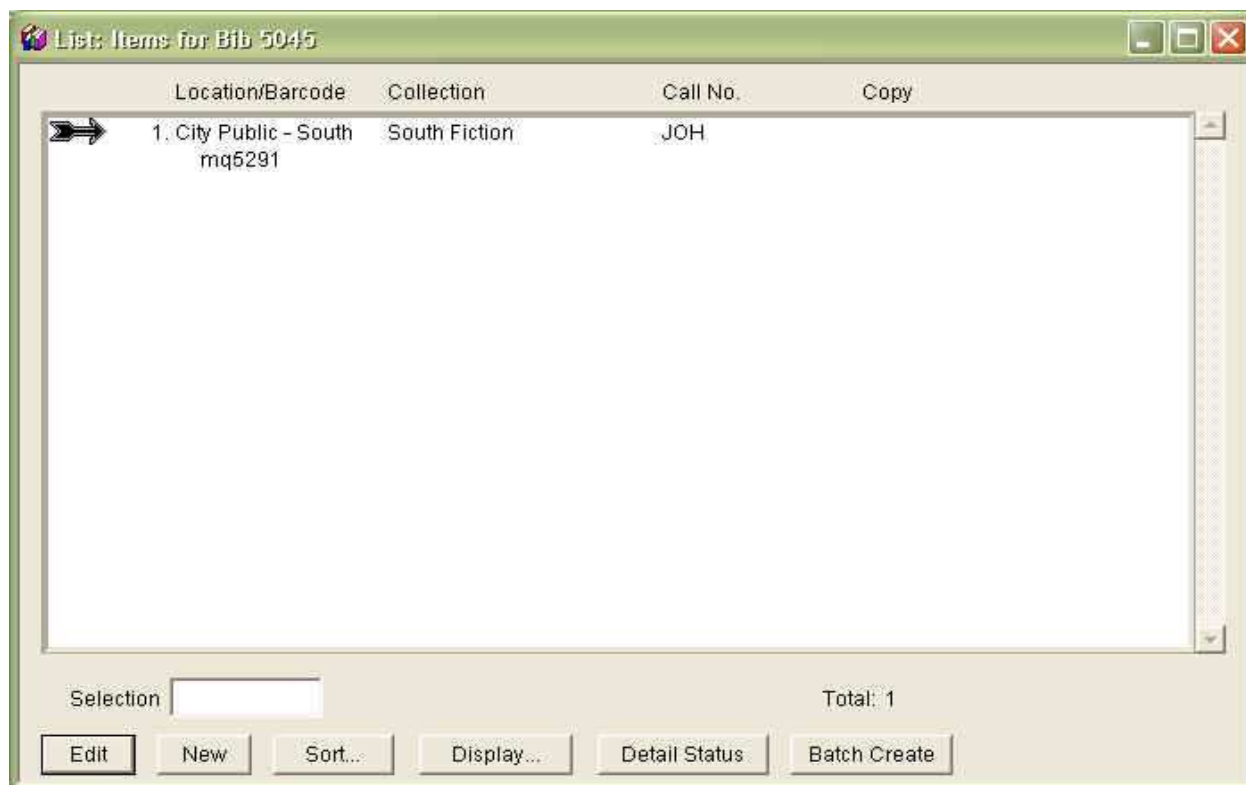 List: Items for Bib 5045
Location/Barcode Collection Call No. Copy
1. City Public - South South Fiction JOH
mq5291
Selection Total: 1
Edit New Sort... Display... Detail Status Batch Create